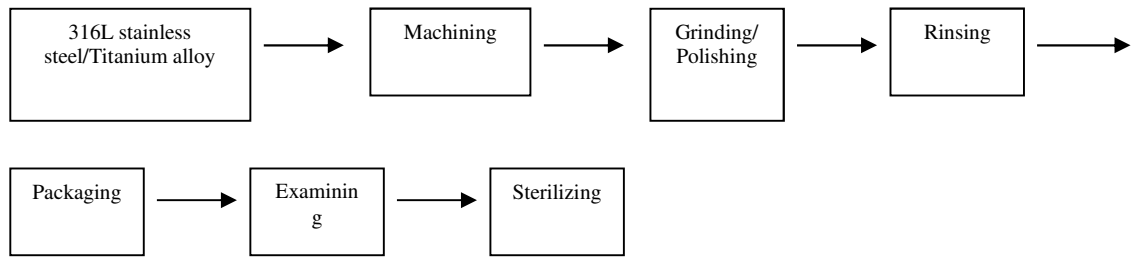 316L stainless
steel/Titanium alloy
Machining
Grinding/
Polishing
Rinsing
Packaging
Examinin
g
Sterilizing